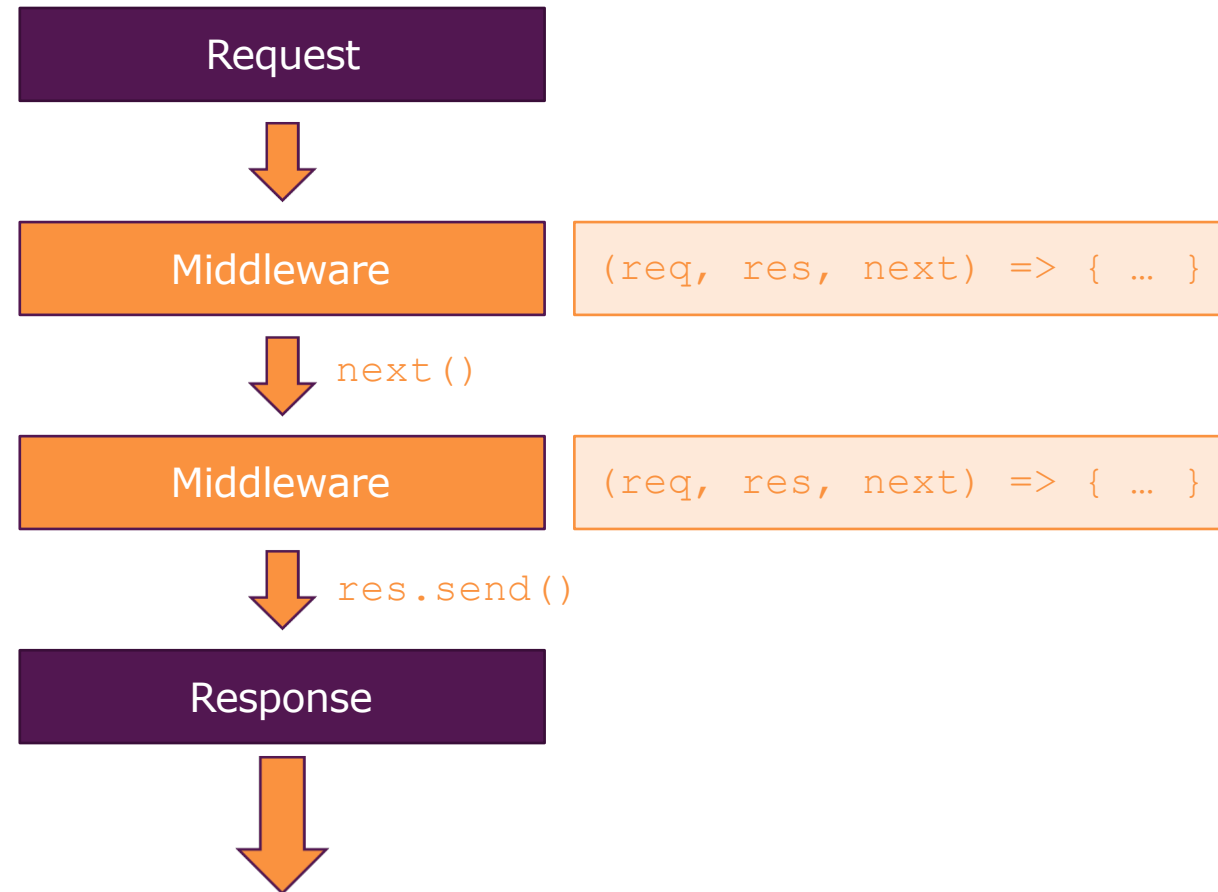 Request
Middleware
(req, res, next) => { … }
next()
Middleware
(req, res, next) => { … }
res.send()
Response